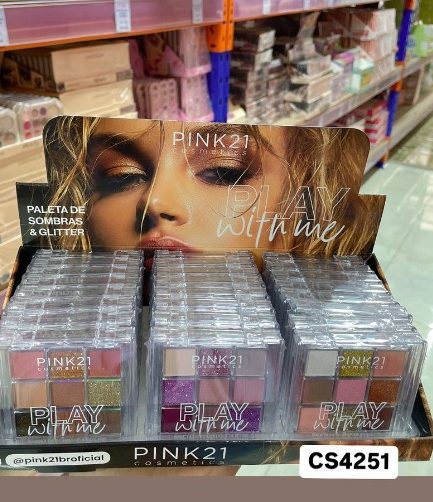 PINK21
cosmetics
PLAY
with me
PALETA DE
SOMBRAS
& GLITTER
PINK21
cosmetics
PLAY
with me
PINK21
cosmetics
PLAY
with me
PINK21
cosmetics
PLAY
with me
@pink21broficial
PINK21
cosmetics
CS4251